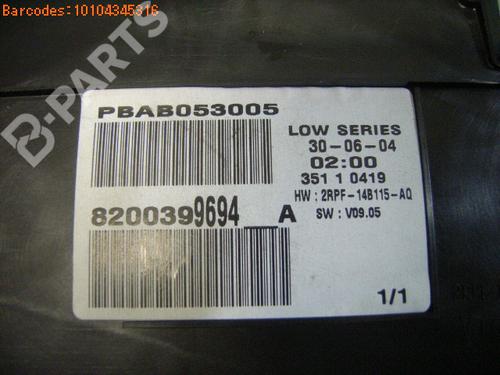 Barcodes:10104345316
B-PARTS
PBAB053005
LOW SERIES
30-06-04
02:00
351 1 0419
HW : 2RPF-14B115-AQ
SW : V09.05
8200399694__A
1/1